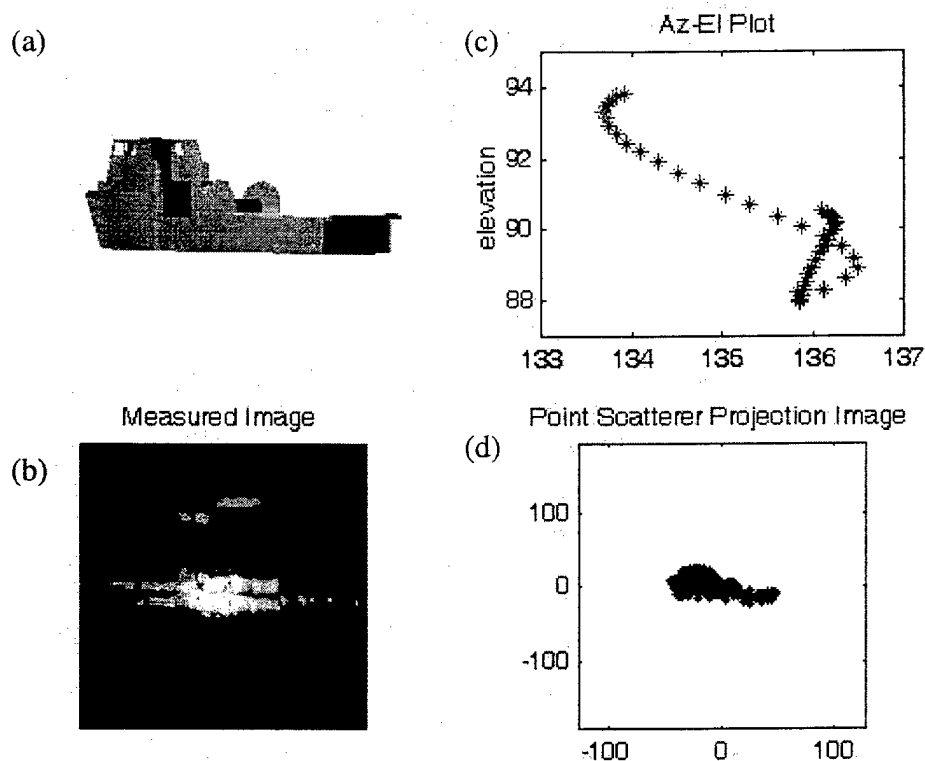 (a)
(c)
Az-El Plot
elevation
94
92
90
88
133
134
135
136
137
Measured Image
(b)
Point Scatterer Projection Image
(d)
100
0
-100
-100
0
100